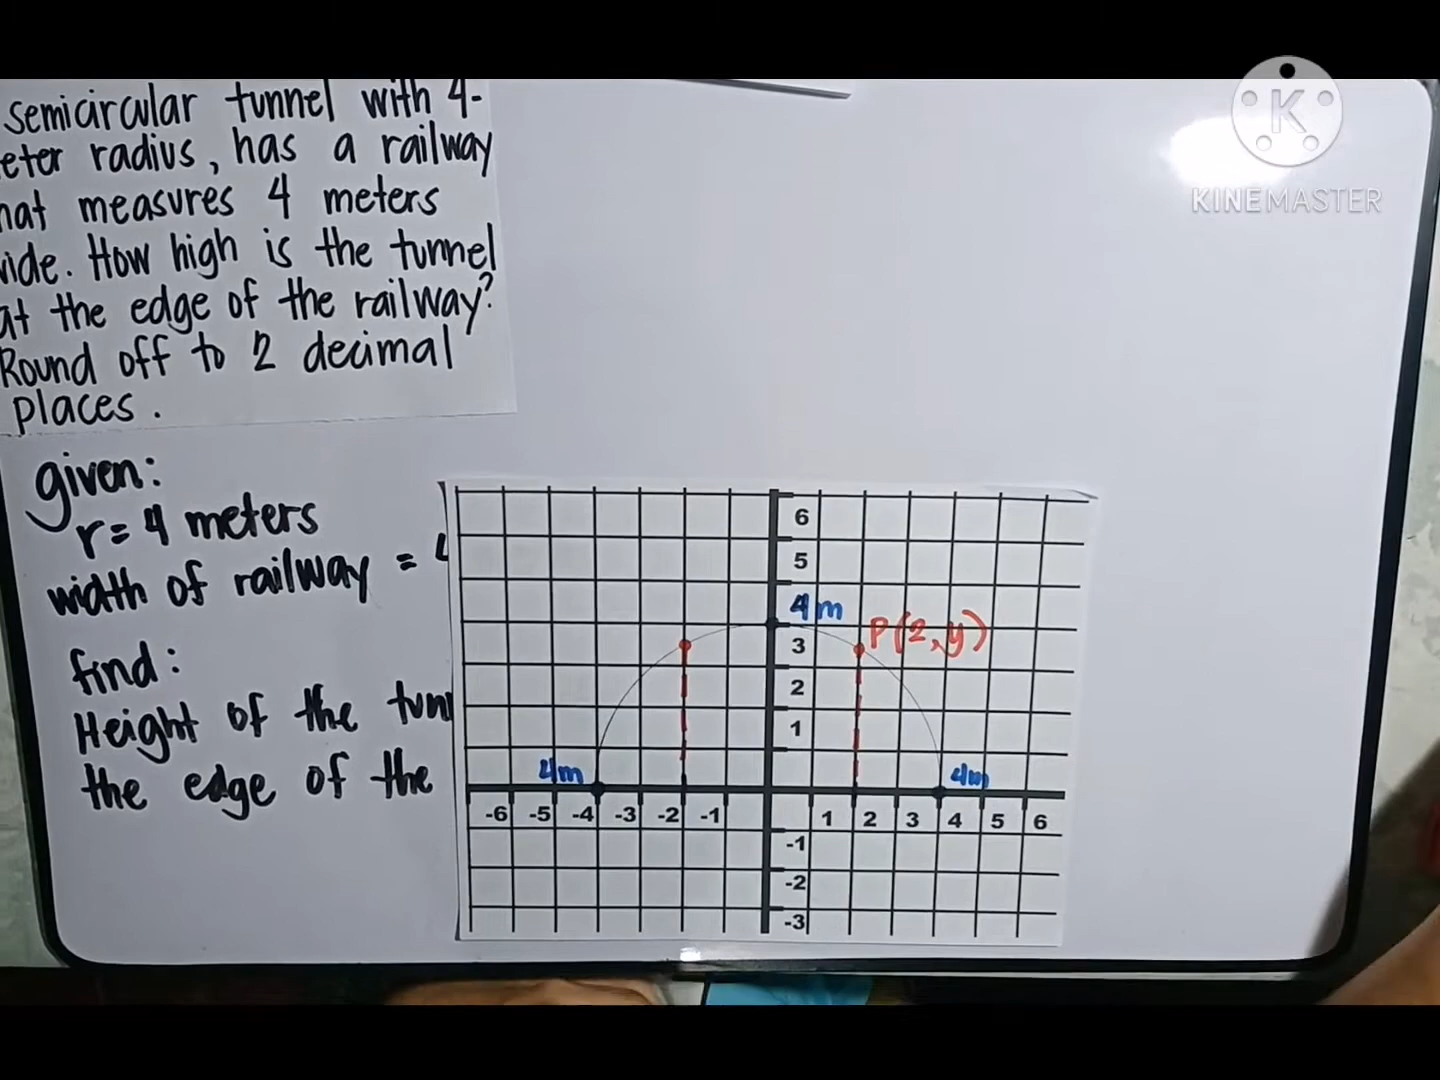 semicircular tunnel with 4-
eter radius, has a railway
hat measures 4 meters
vide. How high is the tunnel
at the edge of the railway?
Round off to 2 decimal
places.
given:
r = 4 meters
width of railway = 4
find:
Height of the tunn
the edge of the
6
5
4m
3
2
1
P(2,y)
4m
4m
-6 -5 -4 -3 -2 -1 1 2 3 4 5 6
-1
-2
-3
K
KINEMASTER